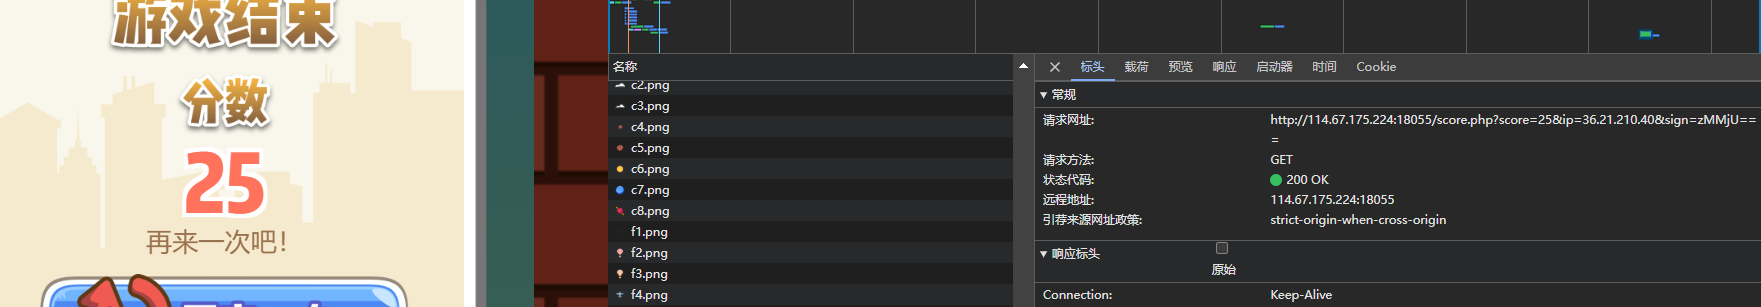 游戏结束
分数
25
再来一次吧!
名称
c2.png
c3.png
c4.png
c5.png
c6.png
c7.png
c8.png
f1.png
f2.png
f3.png
f4.png
标头 载荷 预览 响应 启动器 时间 Cookie
常规
请求网址: http://114.67.175.224:18055/score.php?score=25&ip=36.21.210.40&sign=zMMjU==
=
请求方法: GET
状态代码: 200 OK
远程地址: 114.67.175.224:18055
引荐来源网址政策: strict-origin-when-cross-origin
响应标头
原始
Connection: Keep-Alive